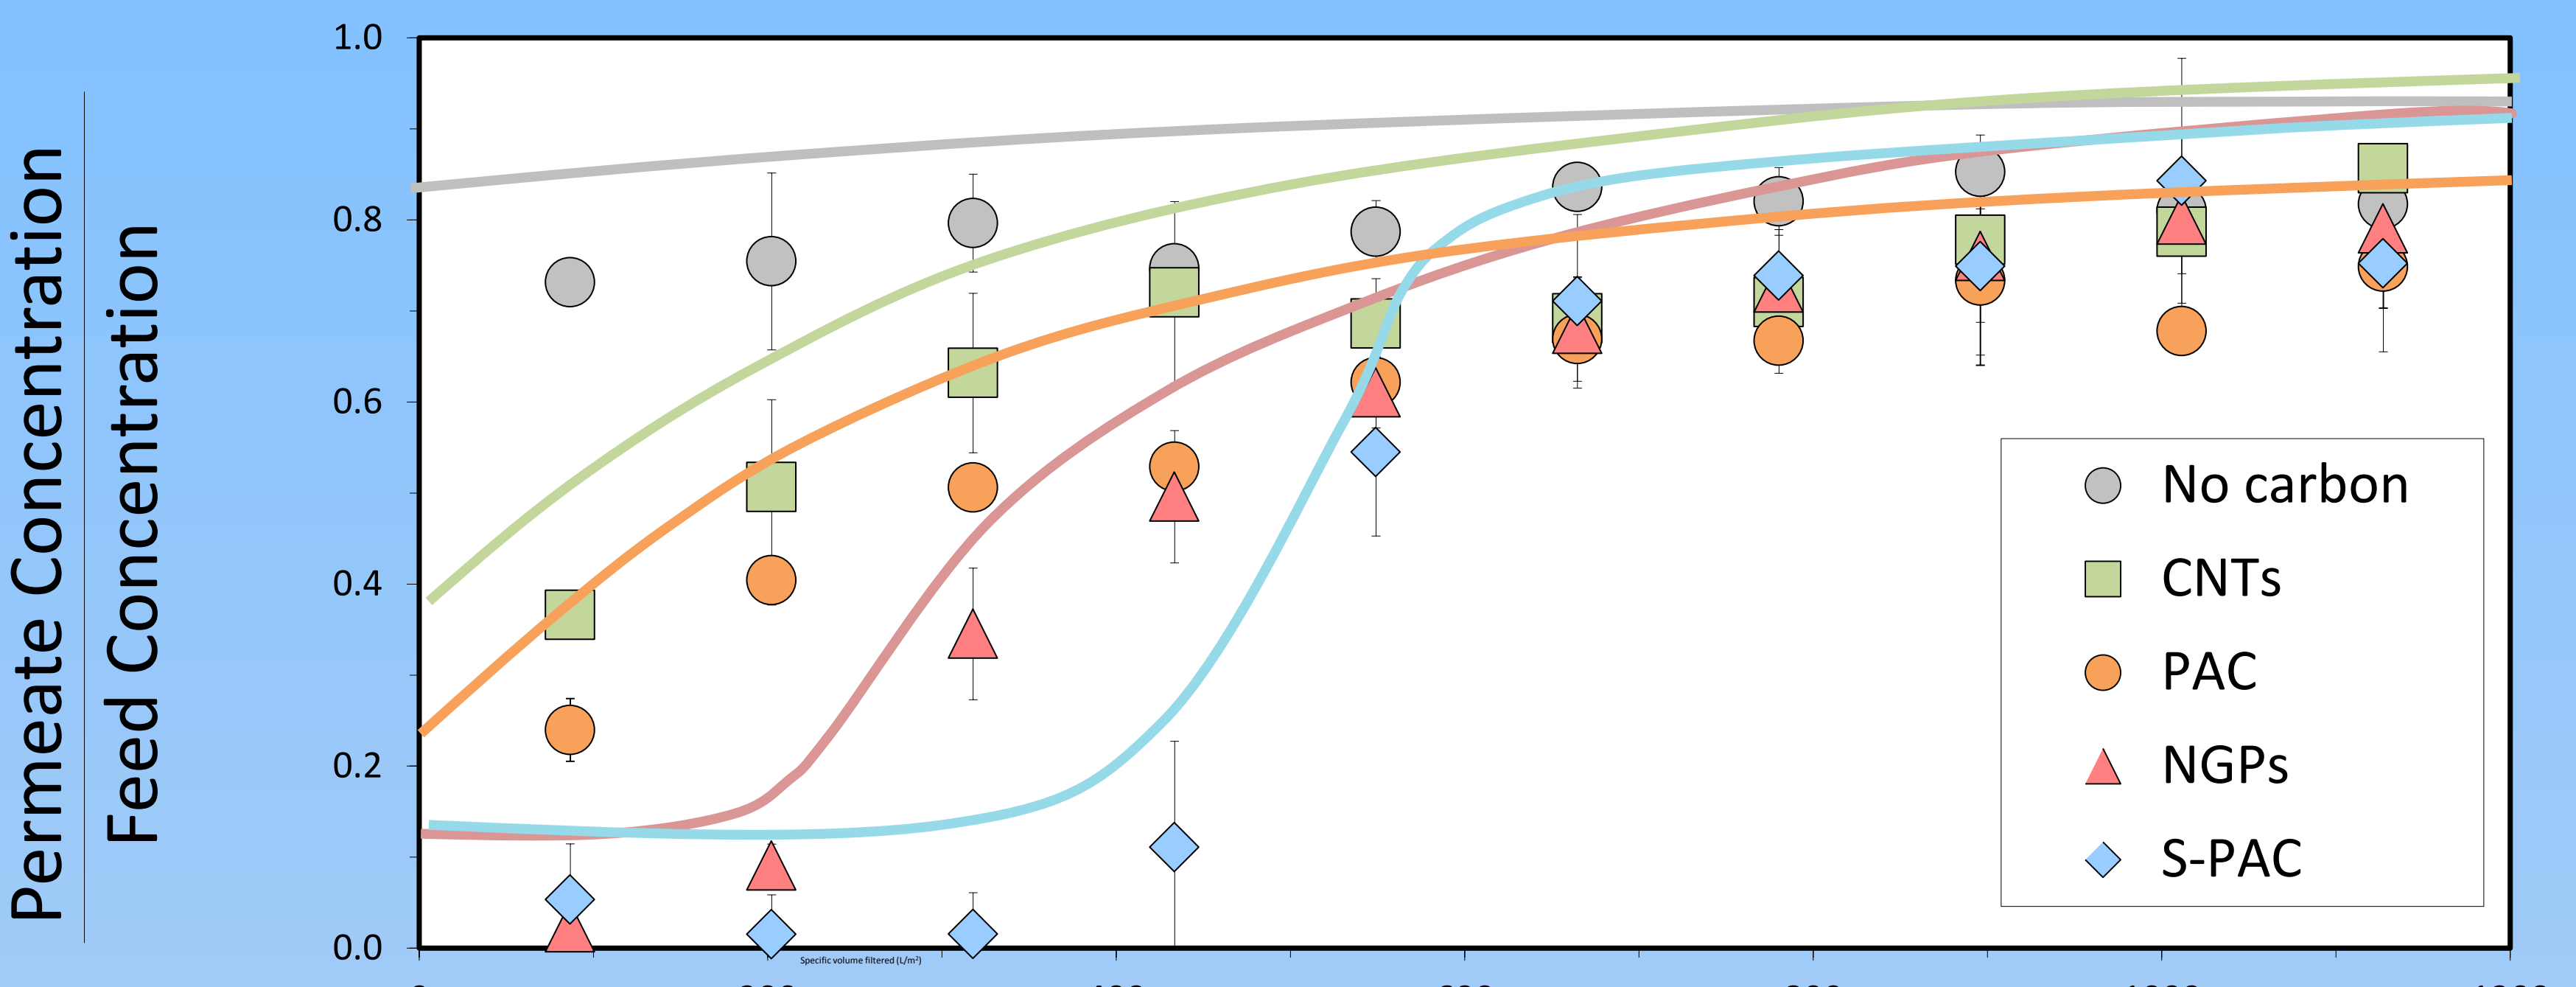 Permeate Concentration
Feed Concentration
1.0
0.8
0.6
0.4
0.2
0.0
No carbon
CNTs
PAC
NGPs
S-PAC
Specific volume filtered (L/m²)